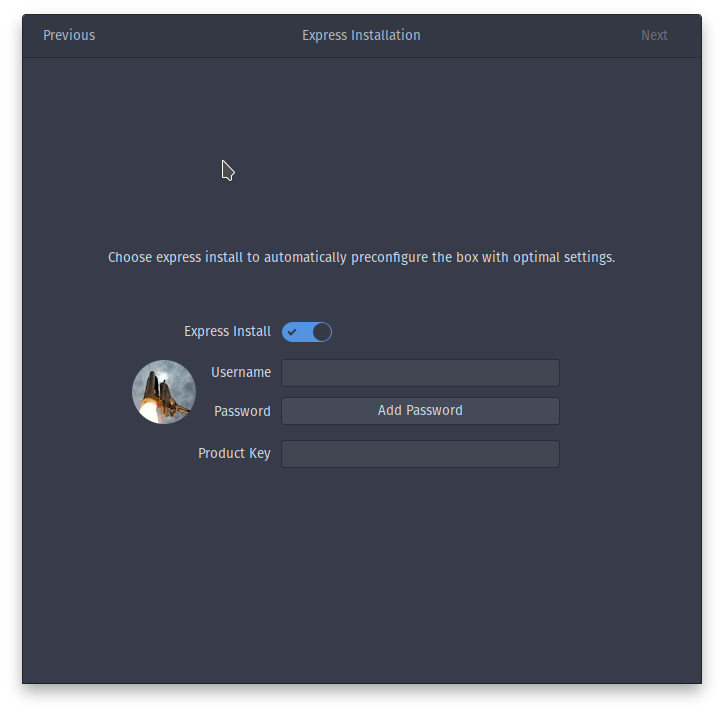 Previous
Express Installation
Next
Choose express install to automatically preconfigure the box with optimal settings.
Express Install
Username
Password
Add Password
Product Key